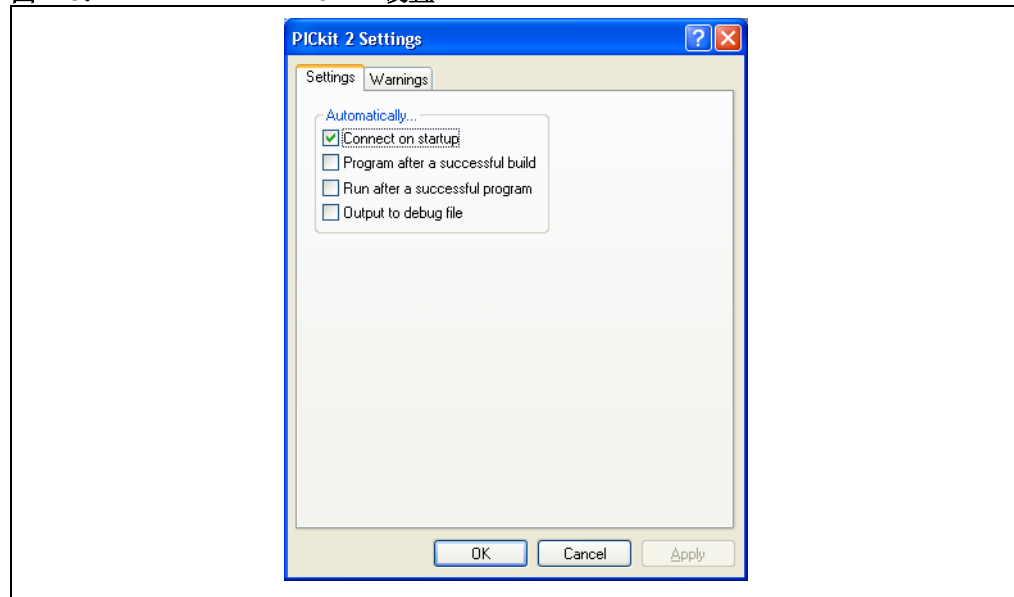 PICkit 2 Settings
Settings Warnings
Automatically...
Connect on startup
Program after a successful build
Run after a successful program
Output to debug file
OK Cancel Apply